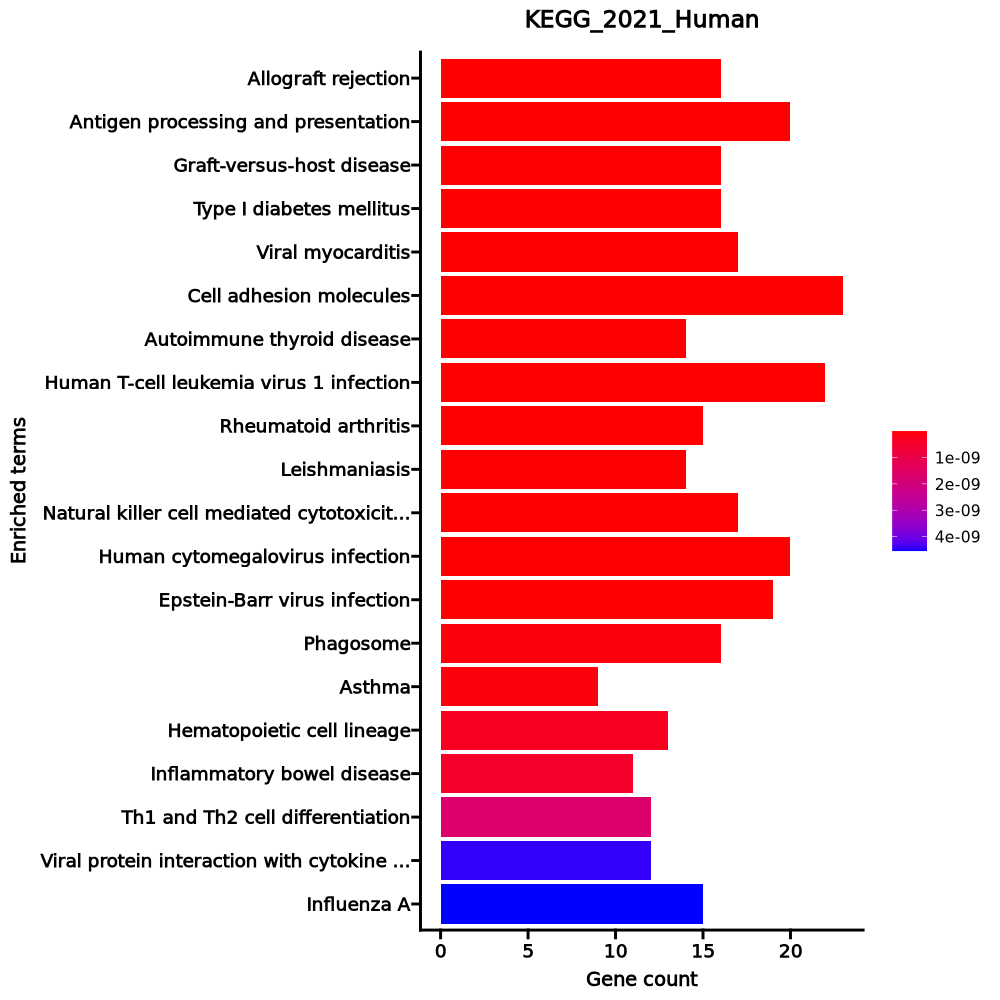 KEGG_2021_Human
Allograft rejection
Antigen processing and presentation
Graft-versus-host disease
Type I diabetes mellitus
Viral myocarditis
Cell adhesion molecules
Autoimmune thyroid disease
Human T-cell leukemia virus 1 infection
Rheumatoid arthritis
Leishmaniasis
Natural killer cell mediated cytotoxicit...
Human cytomegalovirus infection
Epstein-Barr virus infection
Phagosome
Asthma
Hematopoietic cell lineage
Inflammatory bowel disease
Th1 and Th2 cell differentiation
Viral protein interaction with cytokine ...
Influenza A
Enriched terms
0 5 10 15 20
Gene count
1e-09
2e-09
3e-09
4e-09